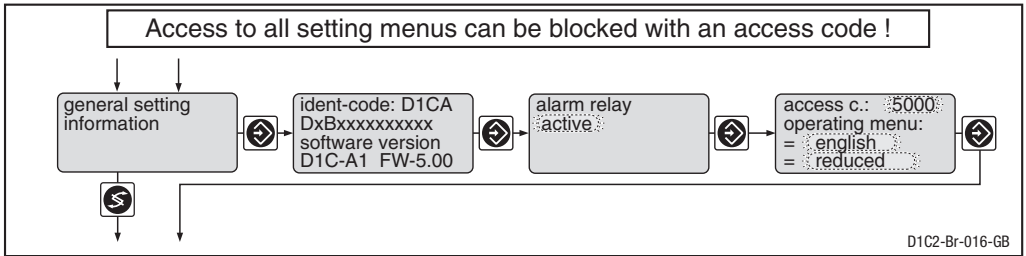 Access to all setting menus can be blocked with an access code !
general setting
information
ident-code: D1CA
DxBxxxxxxxxxx
software version
D1C-A1 FW-5.00
alarm relay
active
access c.: 5000
operating menu:
= english
= reduced
D1C2-Br-016-GB